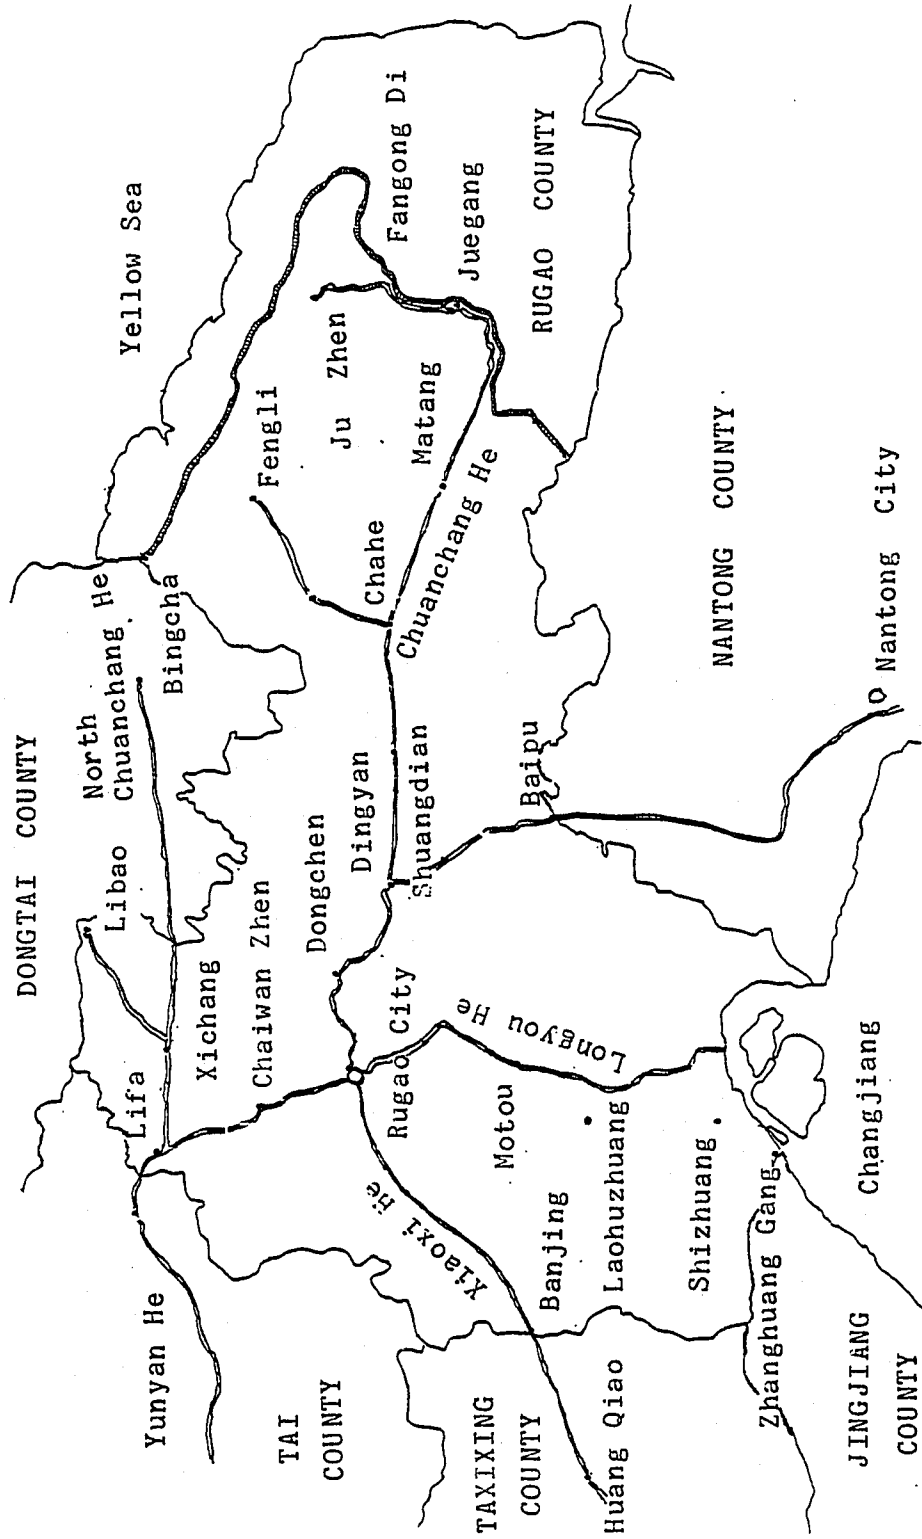 DONGTAI COUNTY
Yellow Sea
North
Chuanchang He
Libao
Lifa
Bingcha
Yunyan He
Xichang
Chaiwan Zhen
Fengli
TAI
COUNTY
Dongchen
Ju Zhen
Dingyan
Chahe
Fangong Di
Rugao City
Xiaoxi He
Shuangdian
Matang
Chuanchang He
Juegang
TAXIXING
COUNTY
Motou
Longyou He
Baipu
RUGAO COUNTY
Banjing
Huang Qiao
Laohuzhuang
Shizhuang
NANTONG COUNTY
Zhanghuang Gang
JINGJIANG
COUNTY
Changjiang
Nantong City